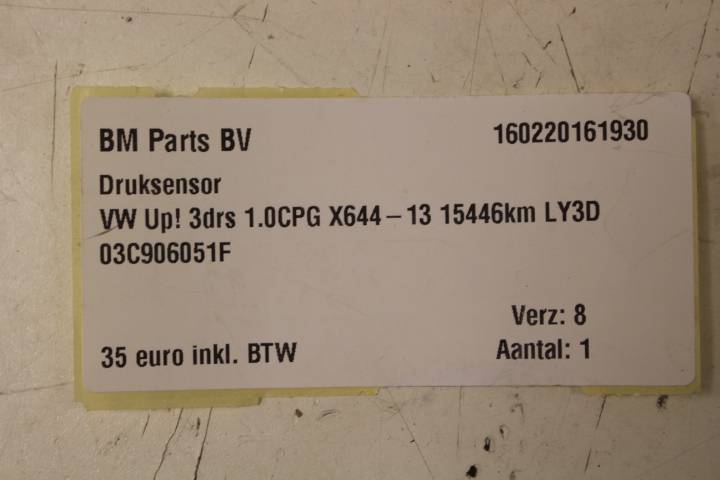 BM Parts BV 160220161930
Druksensor
VW Up! 3drs 1.0CPG X644 – 13 15446km LY3D
03C906051F
Verz: 8
35 euro inkl. BTW Aantal: 1